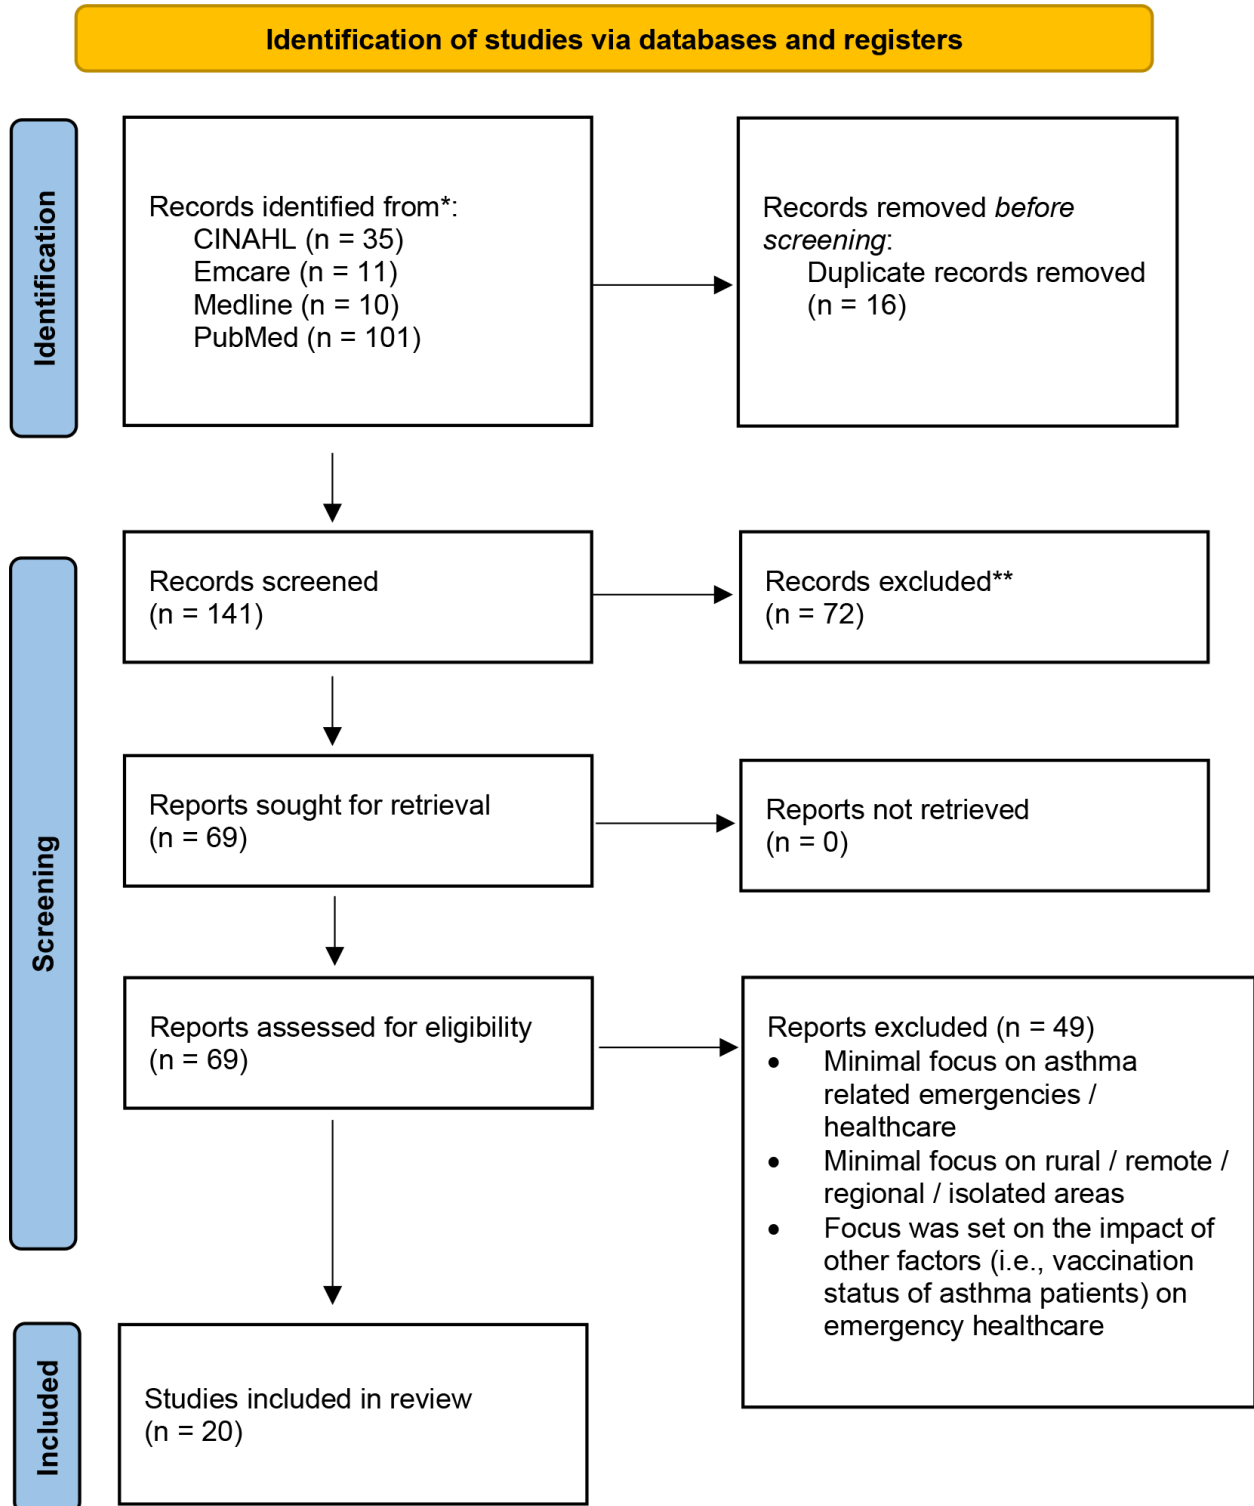 Identification of studies via databases and registers
Identification
Records identified from*:
CINAHL (n = 35)
Emcare (n = 11)
Medline (n = 10)
PubMed (n = 101)
Records removed before
screening:
Duplicate records removed
(n = 16)
Screening
Records screened
(n = 141)
Records excluded**
(n = 72)
Reports sought for retrieval
(n = 69)
Reports not retrieved
(n = 0)
Reports assessed for eligibility
(n = 69)
Reports excluded (n = 49)
• Minimal focus on asthma
related emergencies /
healthcare
• Minimal focus on rural / remote /
regional / isolated areas
• Focus was set on the impact of
other factors (i.e., vaccination
status of asthma patients) on
emergency healthcare
Included
Studies included in review
(n = 20)